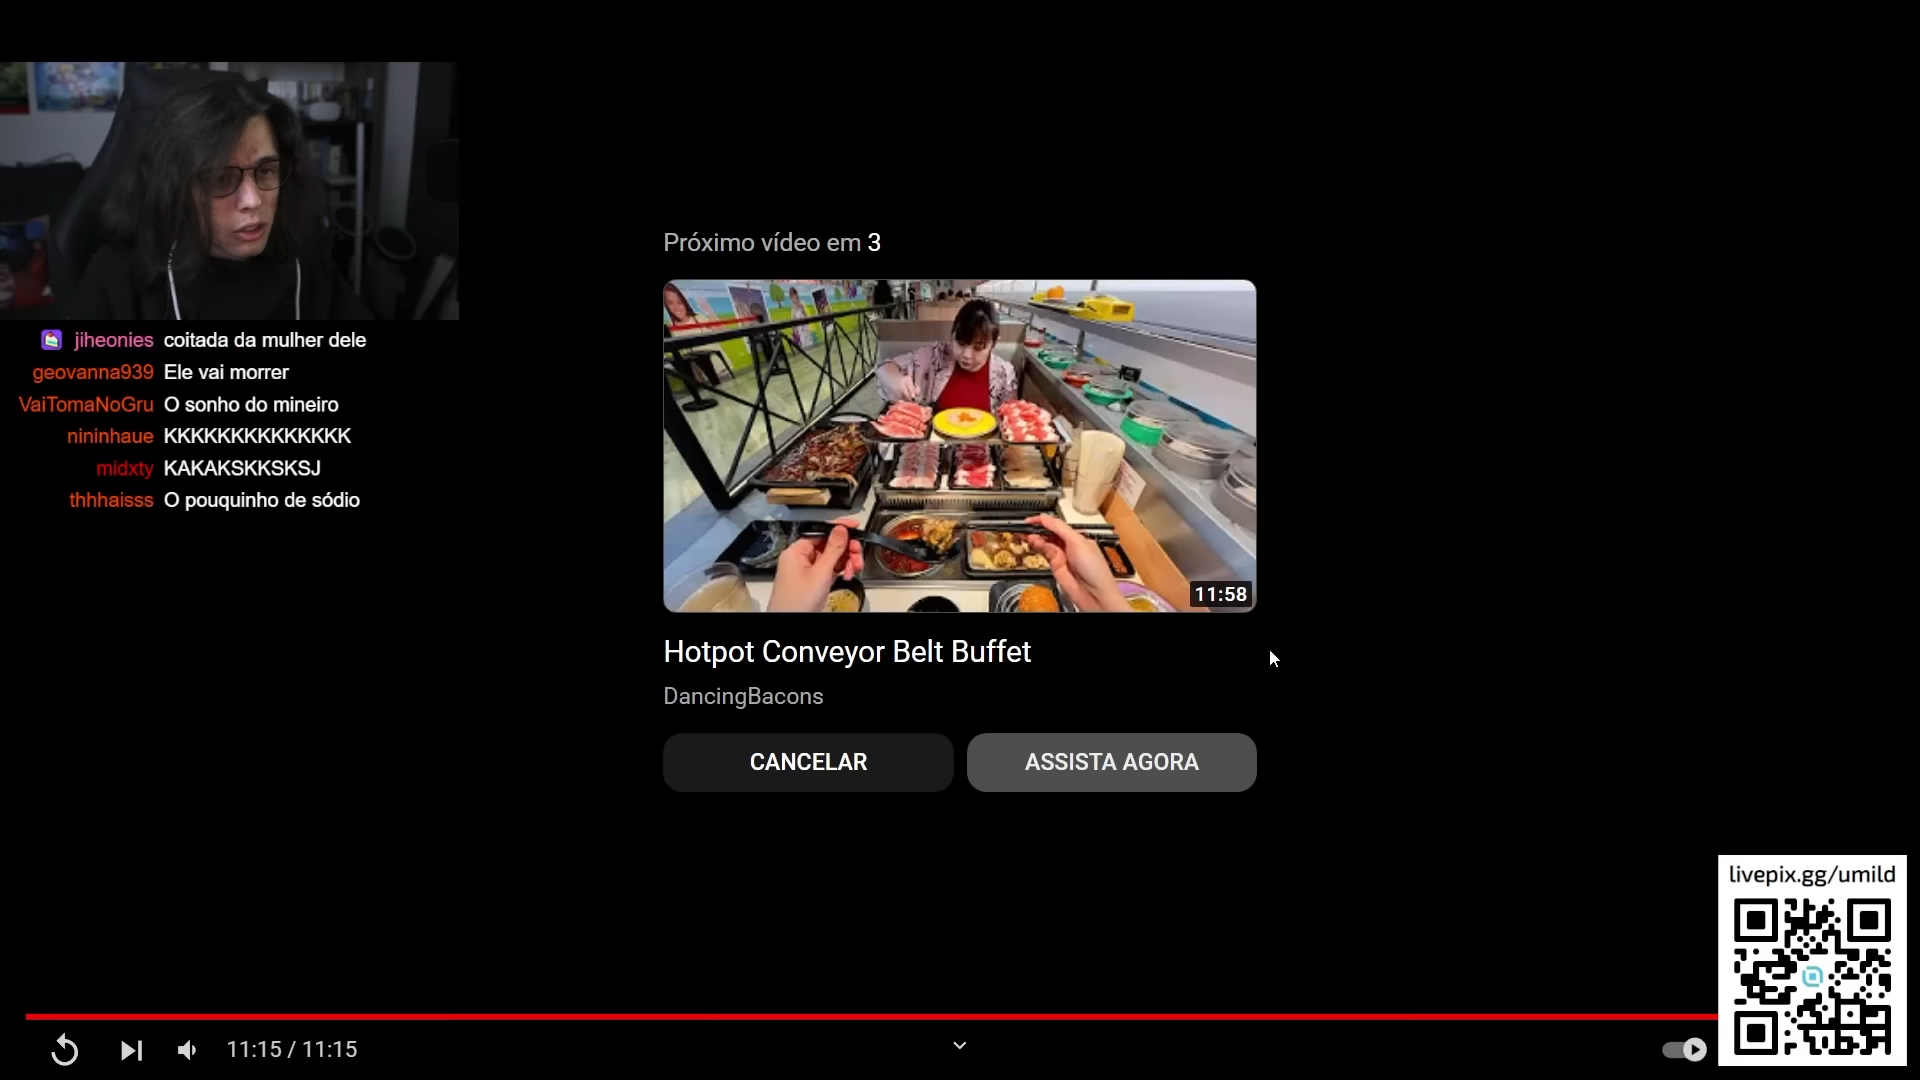 jiheonies coitada da mulher dele
geovanna939 Ele vai morrer
VaiTomaNoGru O sonho do mineiro
nininhaue KKKKKKKKKKKKKK
midxty KAKAKSKKSKSJ
thhhaisss O pouquinho de sódio
Próximo vídeo em 3
11:58
Hotpot Conveyor Belt Buffet
DancingBacons
CANCELAR
ASSISTA AGORA
livepix.gg/umild
11:15 / 11:15